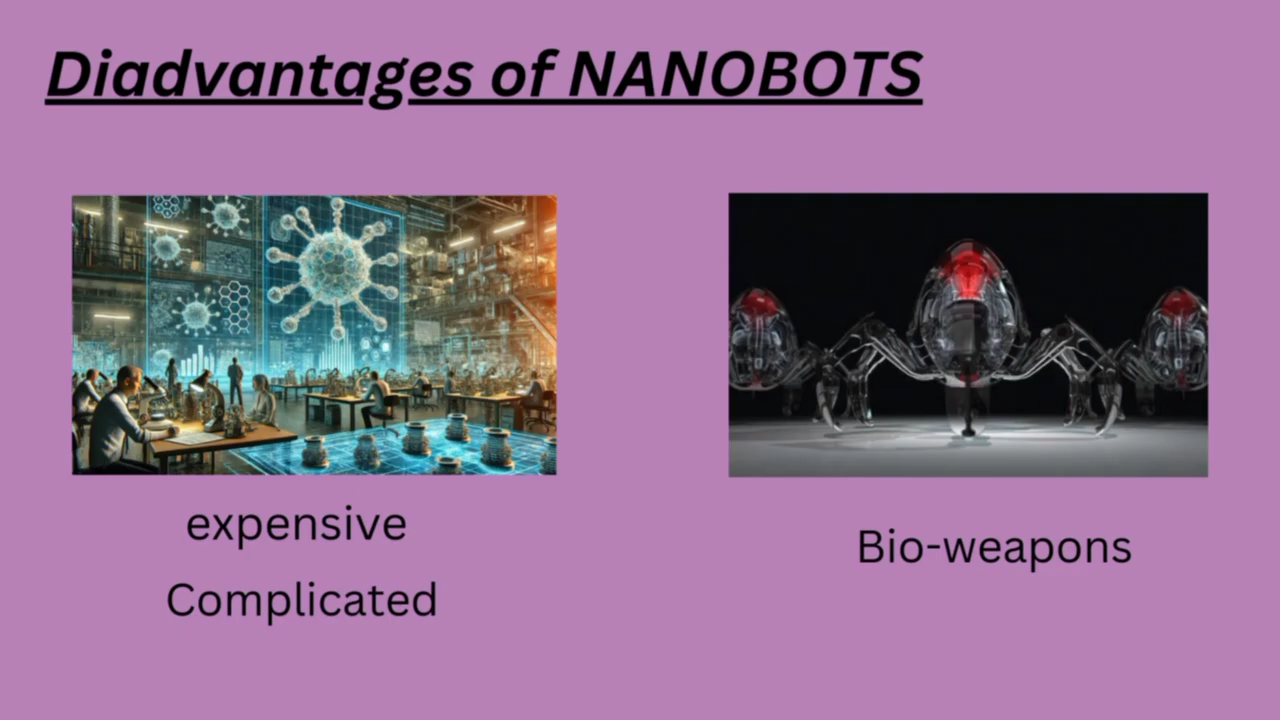 Diadvantages of NANOBOTS
expensive
Complicated
Bio-weapons